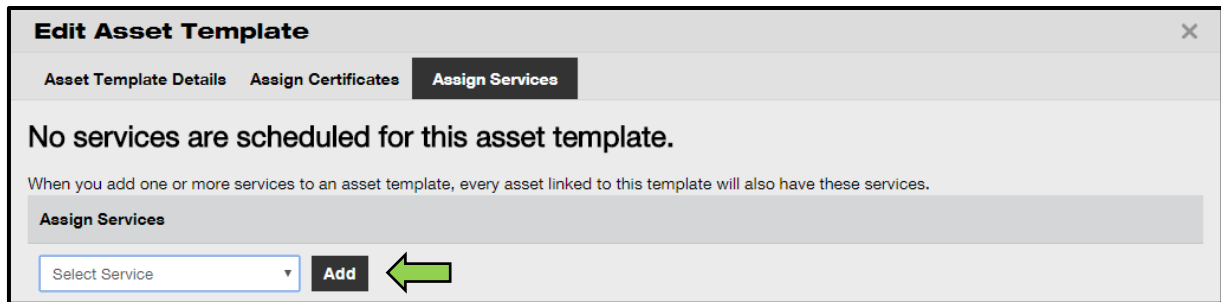 Edit Asset Template
Asset Template Details Assign Certificates Assign Services
No services are scheduled for this asset template.
When you add one or more services to an asset template, every asset linked to this template will also have these services.
Assign Services
Select Service Add